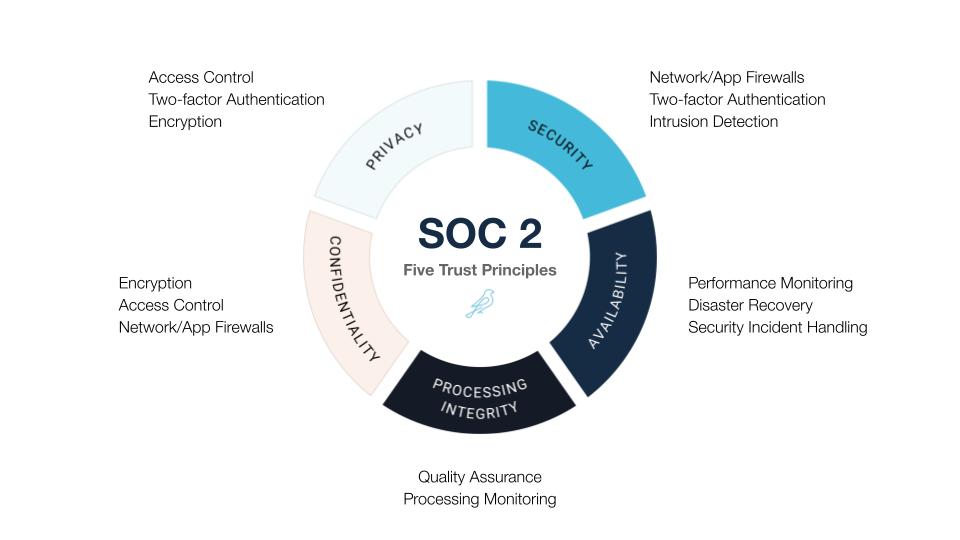 Access Control
Two-factor Authentication
Encryption
PRIVACY
SECURITY
Network/App Firewalls
Two-factor Authentication
Intrusion Detection
SOC 2
Five Trust Principles
CONFIDENTIALITY
Encryption
Access Control
Network/App Firewalls
AVAILABILITY
Performance Monitoring
Disaster Recovery
Security Incident Handling
PROCESSING
INTEGRITY
Quality Assurance
Processing Monitoring